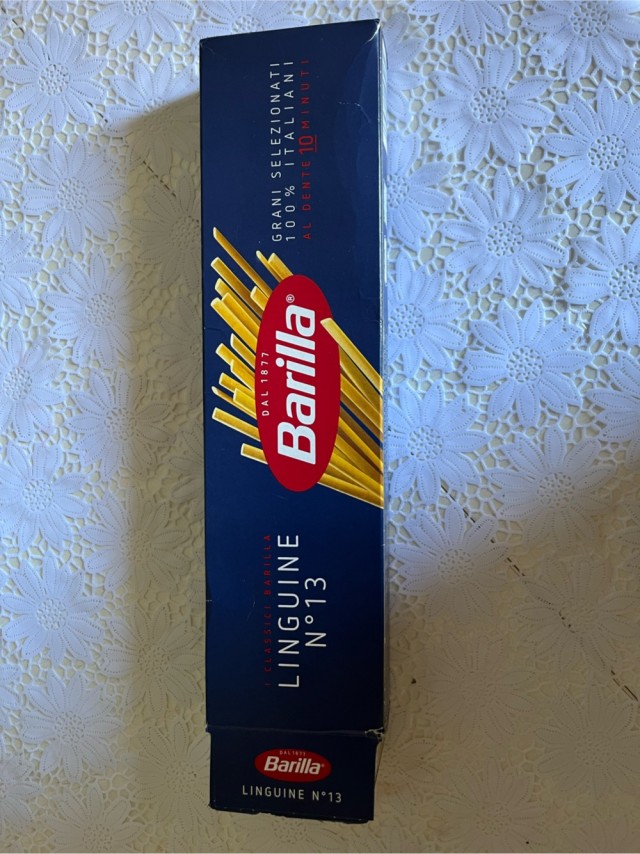 I CLASSICI BARILLA
LINGUINE
N°13
DAL 1877
Barilla®
GRANI SELEZIONATI
100% ITALIANI
AL DENTE 10 MINUTI
DAL 1877
Barilla®
LINGUINE N°13